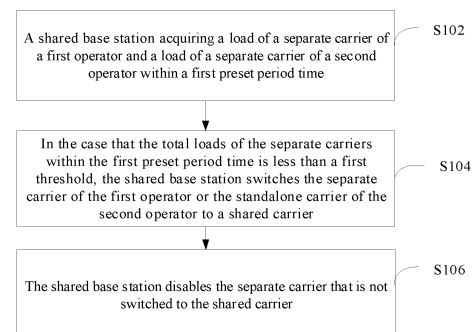 A shared base station acquiring a load of a separate carrier of
a first operator and a load of a separate carrier of a second
operator within a first preset period time
S102
In the case that the total loads of the separate carriers
within the first preset period time is less than a first
threshold, the shared base station switches the separate
carrier of the first operator or the standalone carrier of the
second operator to a shared carrier
S104
The shared base station disables the separate carrier that is not
switched to the shared carrier
S106